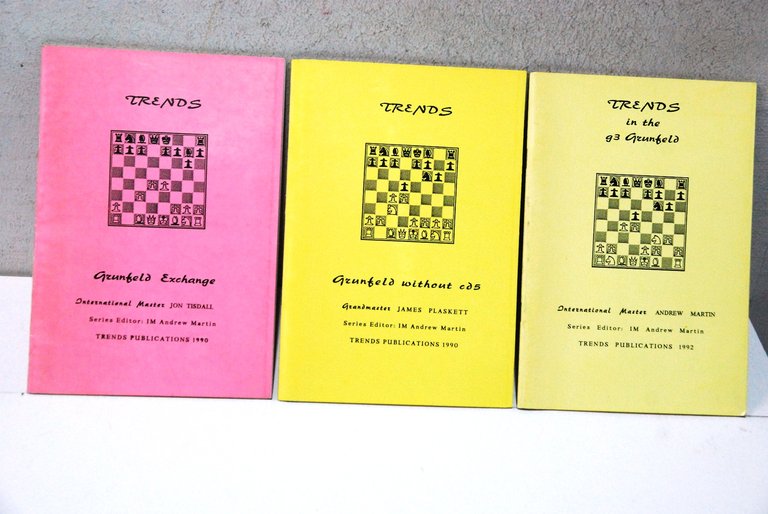 TRENDS
Grunfeld Exchange
International Master JON TISDALL
Series Editor: IM Andrew Martin
TRENDS PUBLICATIONS 1990
TRENDS
Grunfeld without cd5
Grandmaster JAMES PLASKETT
Series Editor: IM Andrew Martin
TRENDS PUBLICATIONS 1990
TRENDS
in the
g3 Grunfeld
International Master ANDREW MARTIN
Series Editor: IM Andrew Martin
TRENDS PUBLICATIONS 1992